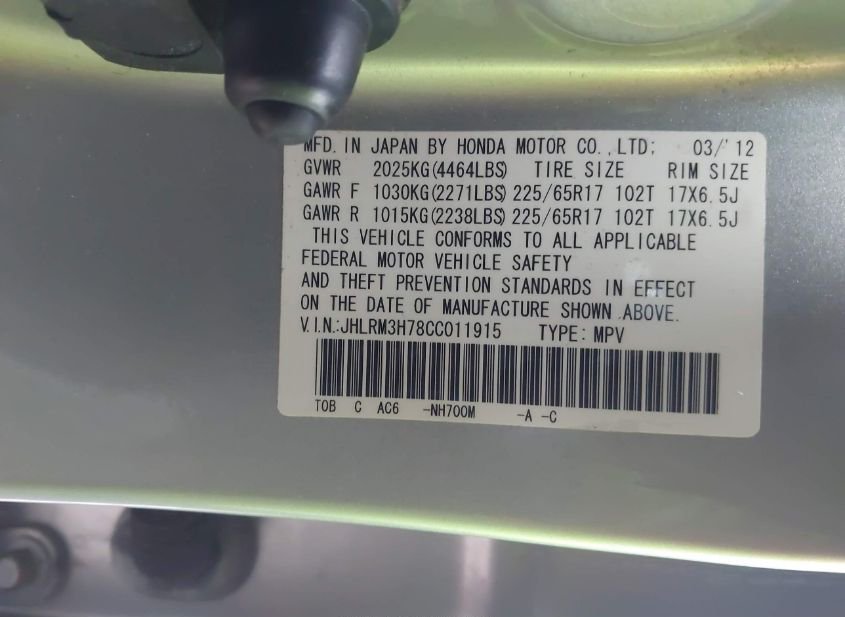 MFD. IN JAPAN BY HONDA MOTOR CO., LTD: 03/'12
GVWR 2025KG(4464LBS) TIRE SIZE RIM SIZE
GAWR F 1030KG(2271LBS) 225/65R17 102T 17X6.5J
GAWR R 1015KG(2238LBS) 225/65R17 102T 17X6.5J
THIS VEHICLE CONFORMS TO ALL APPLICABLE
FEDERAL MOTOR VEHICLE SAFETY
AND THEFT PREVENTION STANDARDS IN EFFECT
ON THE DATE OF MANUFACTURE SHOWN ABOVE.
V.I.N.:JHLRM3H78CC011915 TYPE: MPV
TOB C AC6 -NH700M -A -C